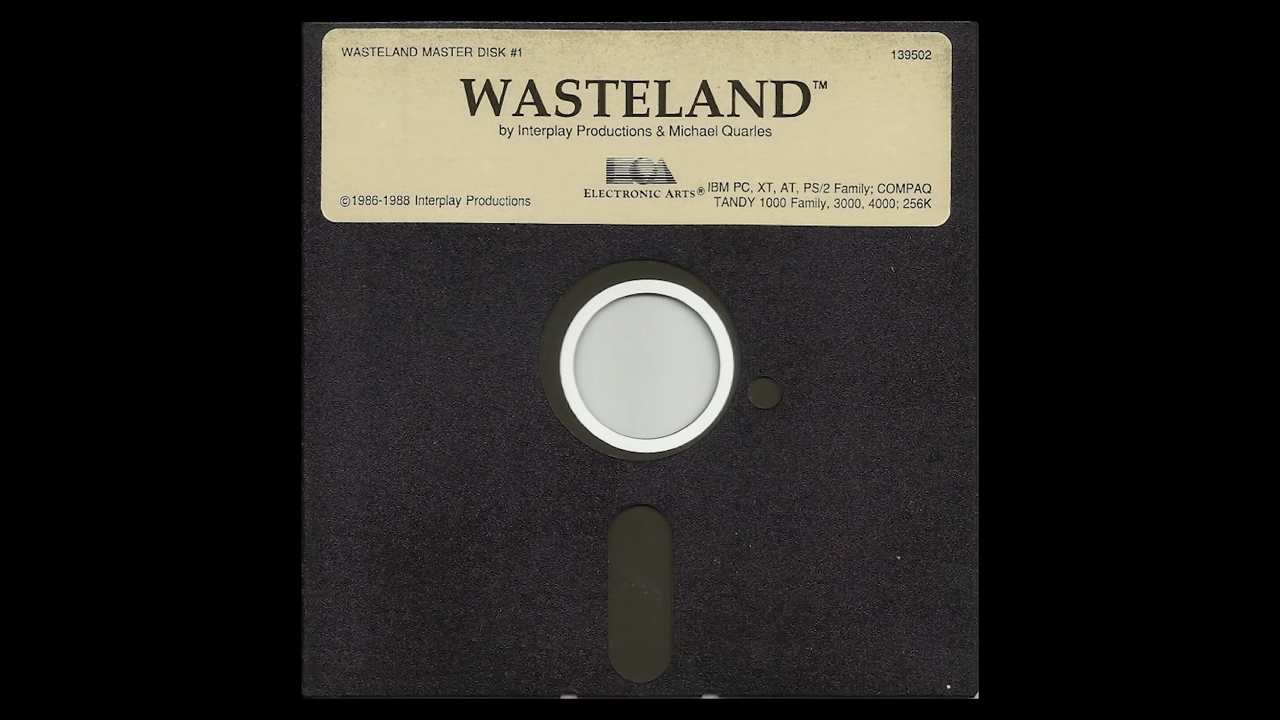 WASTELAND MASTER DISK #1
139502
WASTELAND™
by Interplay Productions & Michael Quarles
ELECTRONIC ARTS®
IBM PC, XT, AT, PS/2 Family; COMPAQ
©1986-1988 Interplay Productions
TANDY 1000 Family, 3000, 4000; 256K